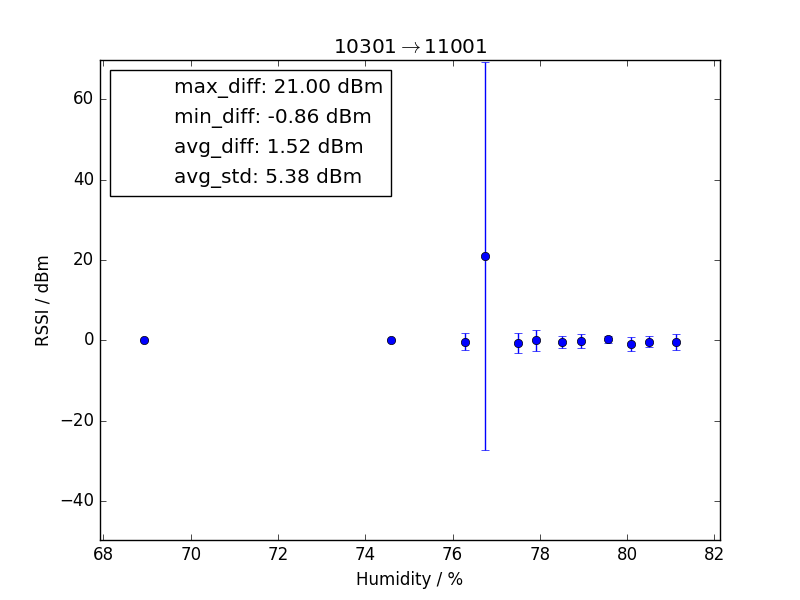 10301→11001
max_diff: 21.00 dBm
min_diff: -0.86 dBm
avg_diff: 1.52 dBm
avg_std: 5.38 dBm
RSSI / dBm
60
40
20
0
−20
−40
68 70 72 74 76 78 80 82
Humidity / %